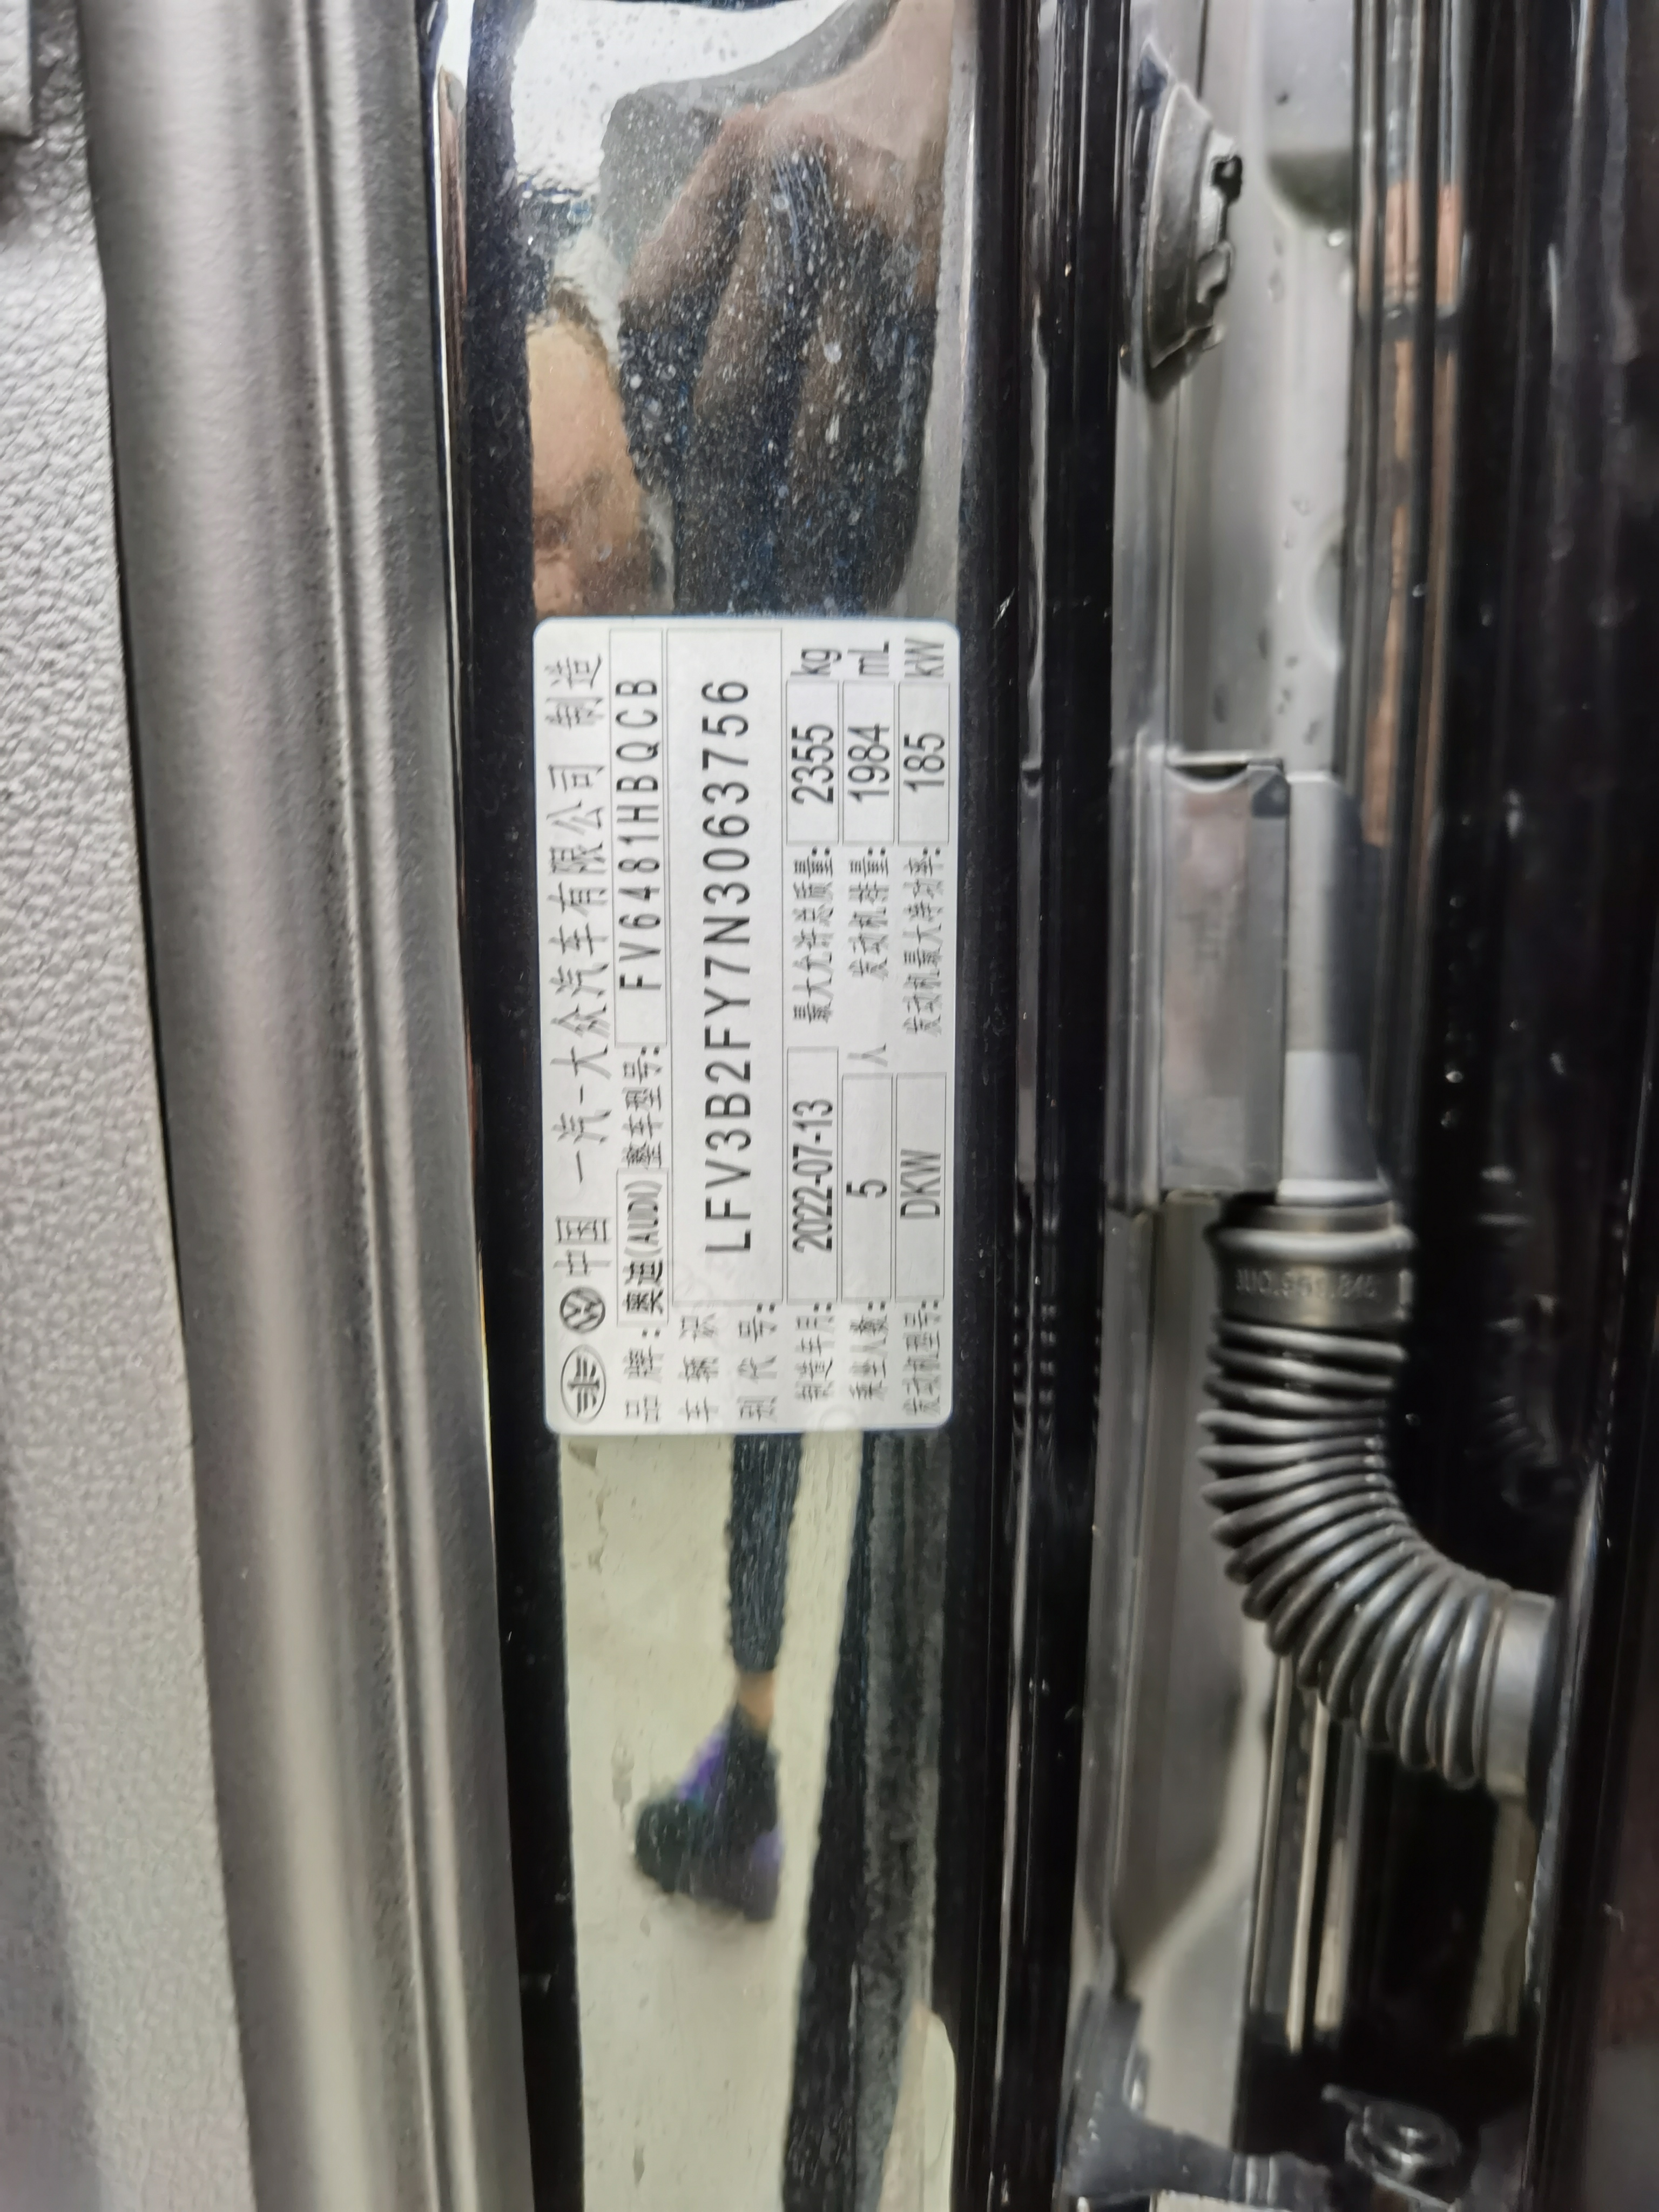 中国 一汽-大众汽车有限公司 制造
品牌: 奥迪(AUDI) 整车型号: FV6481HBQCB
车辆识别代号: LFV3B2FY7N3063756
制造年月: 2022-07-13 最大允许总质量: 2355 kg
乘坐人数: 5 人 发动机排量: 1984 mL
发动机型号: DKW 发动机最大净功率: 185 kW